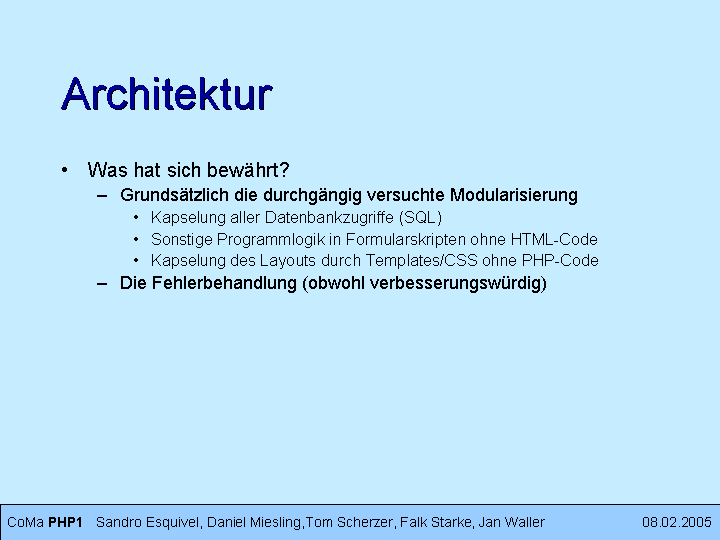 Architektur
• Was hat sich bewährt?
– Grundsätzlich die durchgängig versuchte Modularisierung
• Kapselung aller Datenbankzugriffe (SQL)
• Sonstige Programmlogik in Formularskripten ohne HTML-Code
• Kapselung des Layouts durch Templates/CSS ohne PHP-Code
– Die Fehlerbehandlung (obwohl verbesserungswürdig)
CoMa PHP1 Sandro Esquivel, Daniel Miesling,Tom Scherzer, Falk Starke, Jan Waller 08.02.2005